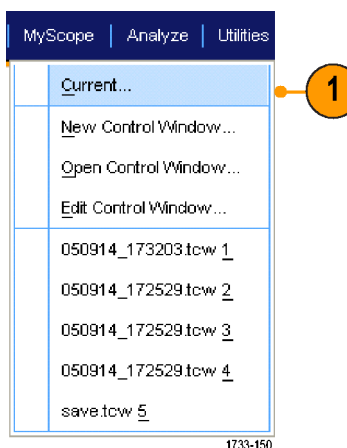 MyScope | Analyze | Utilities
Current...
1
New Control Window...
Open Control Window...
Edit Control Window...
050914_173203.tcw 1
050914_172529.tcw 2
050914_172529.tcw 3
050914_172529.tcw 4
save.tcw 5
1733-150